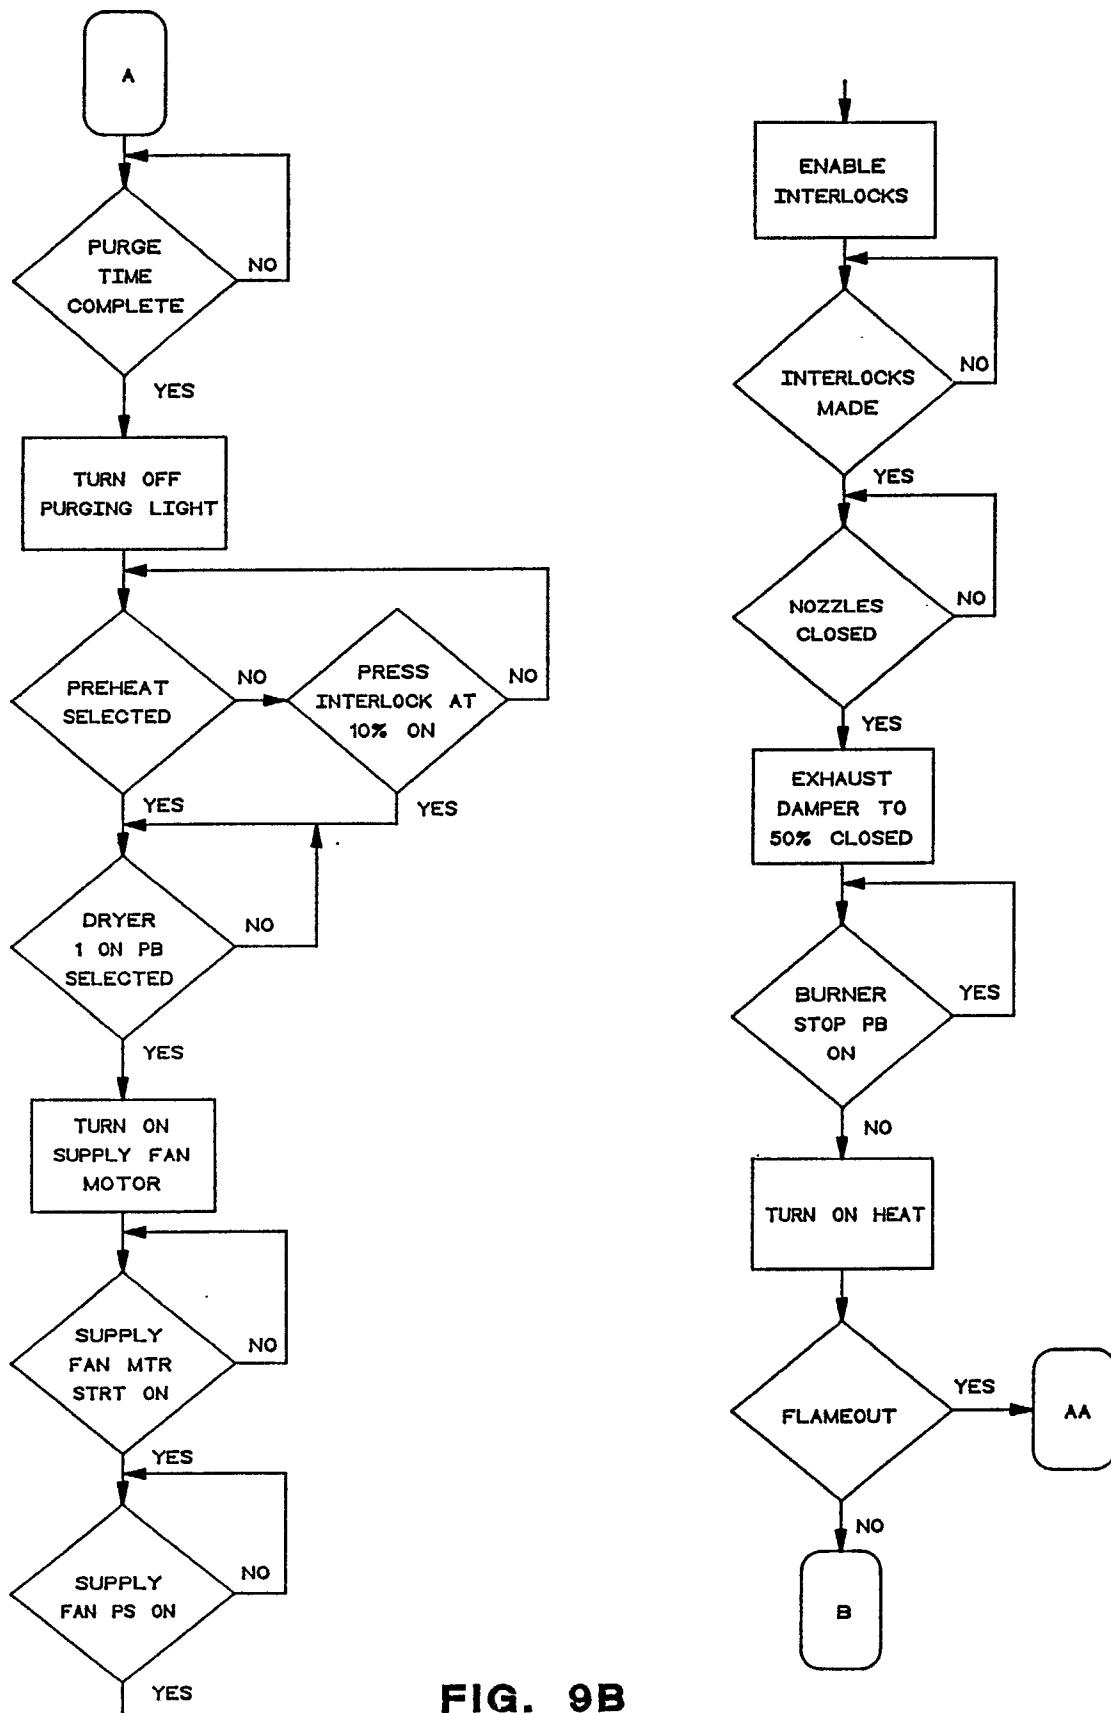 A
PURGE
TIME
COMPLETE
NO
YES
TURN OFF
PURGING LIGHT
PREHEAT
SELECTED
NO
PRESS
INTERLOCK AT
10% ON
NO
YES
YES
DRYER
1 ON PB
SELECTED
NO
YES
TURN ON
SUPPLY FAN
MOTOR
SUPPLY
FAN MTR
STRT ON
NO
YES
SUPPLY
FAN PS ON
NO
YES
ENABLE
INTERLOCKS
INTERLOCKS
MADE
NO
YES
NOZZLES
CLOSED
NO
YES
EXHAUST
DAMPER TO
50% CLOSED
BURNER
STOP PB
ON
YES
NO
TURN ON HEAT
FLAMEOUT
YES
AA
NO
B
FIG. 9B